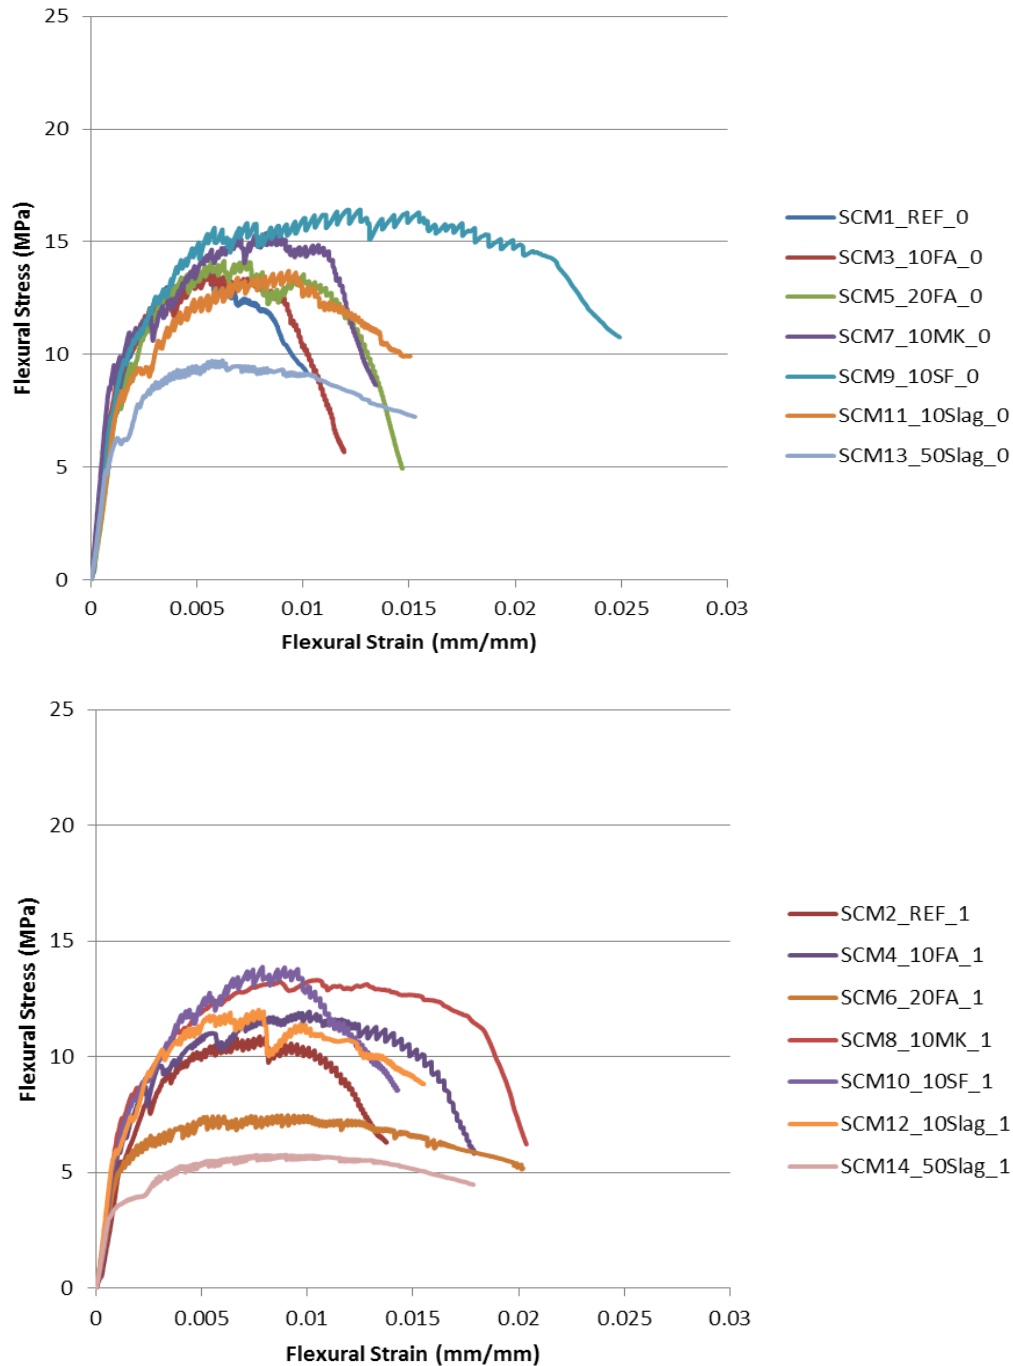 25
20
15
10
5
0
Flexural Stress (MPa)
0 0.005 0.01 0.015 0.02 0.025 0.03
Flexural Strain (mm/mm)
SCM1_REF_0
SCM3_10FA_0
SCM5_20FA_0
SCM7_10MK_0
SCM9_10SF_0
SCM11_10Slag_0
SCM13_50Slag_0
25
20
15
10
5
0
Flexural Stress (MPa)
0 0.005 0.01 0.015 0.02 0.025 0.03
Flexural Strain (mm/mm)
SCM2_REF_1
SCM4_10FA_1
SCM6_20FA_1
SCM8_10MK_1
SCM10_10SF_1
SCM12_10Slag_1
SCM14_50Slag_1